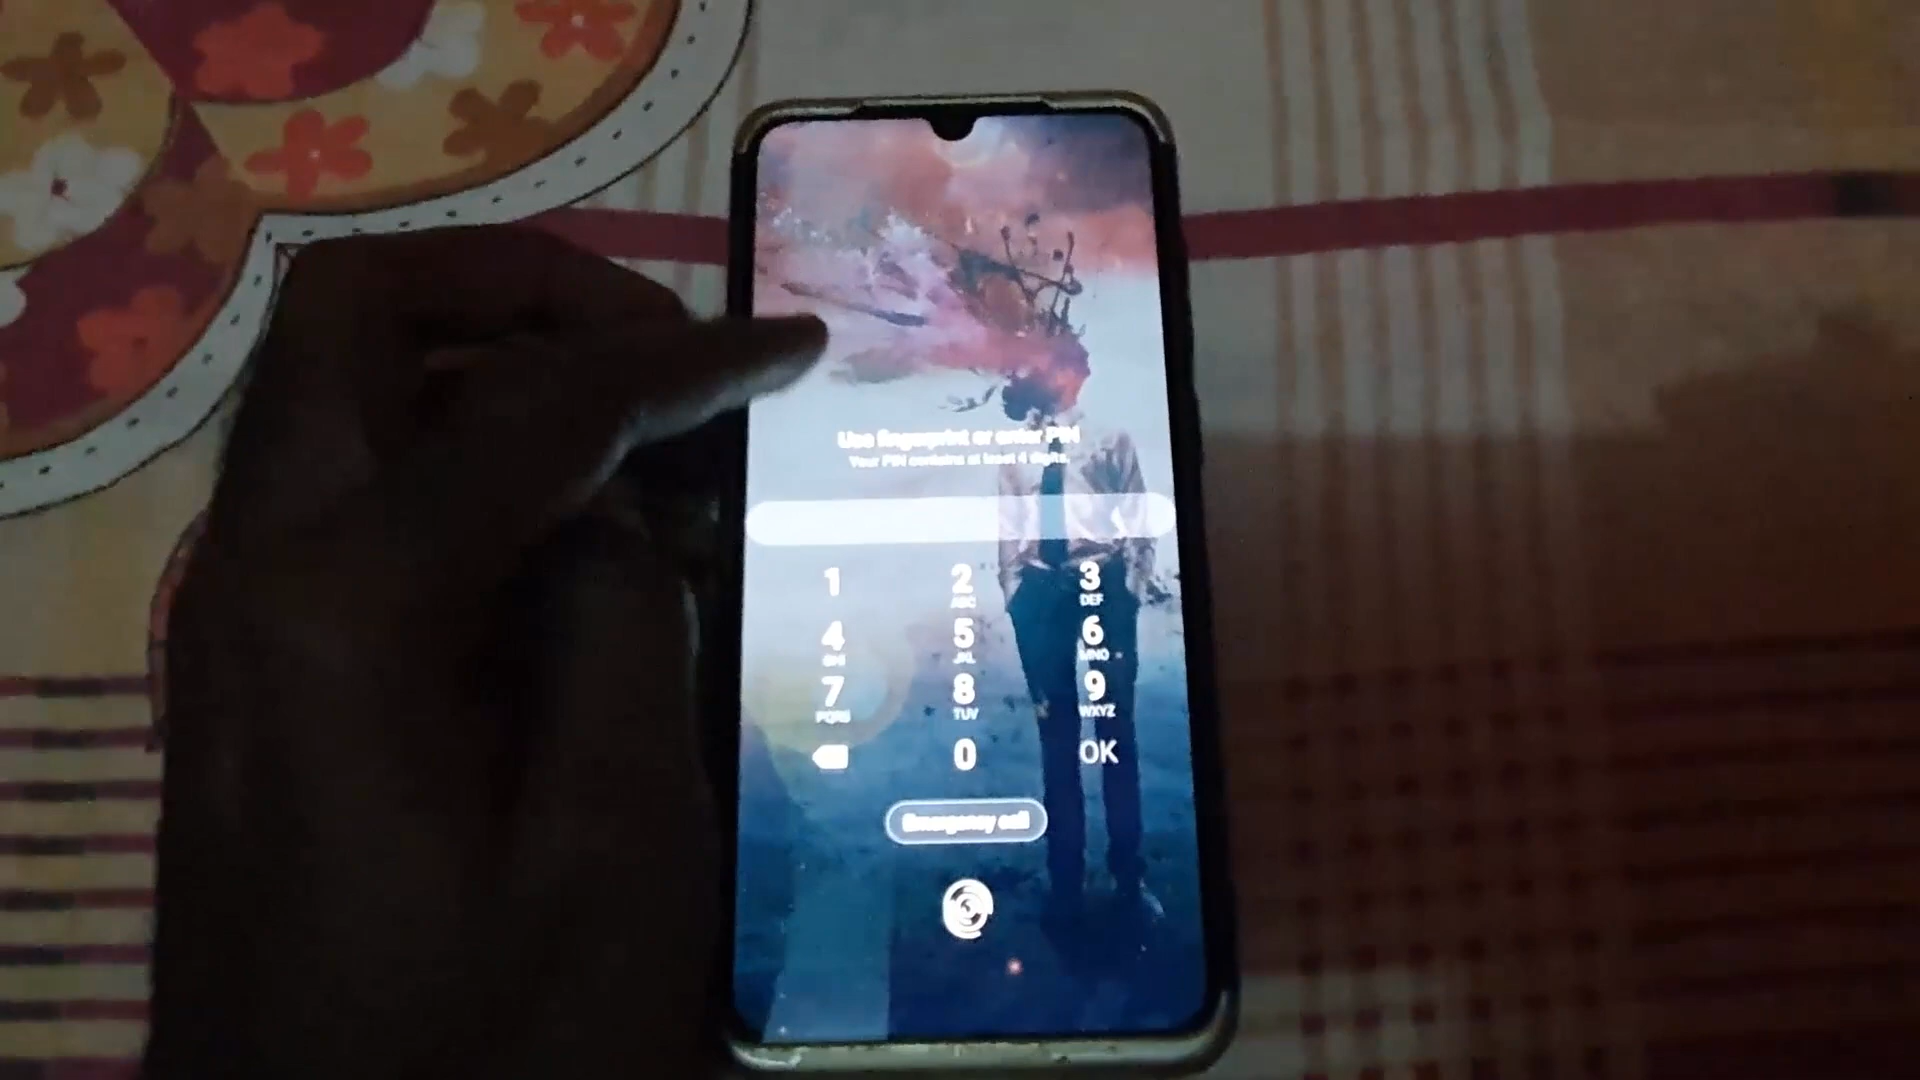 Use fingerprint or enter PIN
Your PIN contains at least 4 digits.
1 2 3
ABC DEF
4 5 6
GHI JKL MNO
7 8 9
PQRS TUV WXYZ
0 OK
Emergency call